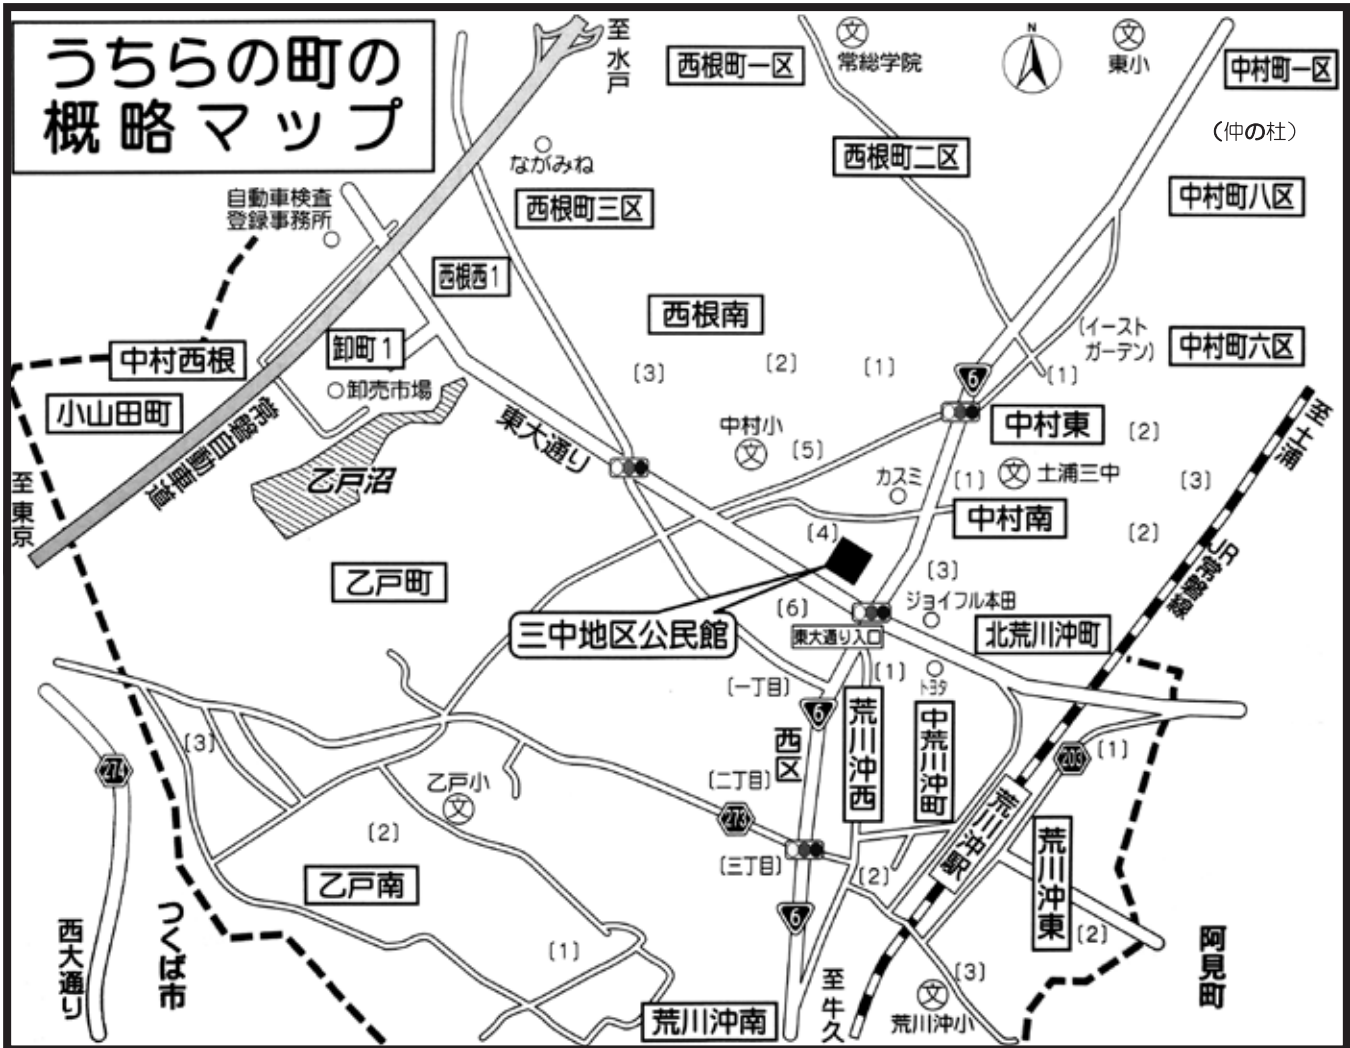 うちらの町の
概略マップ
至水戸
西根町一区
文
常総学院
N
文
東小
中村町一区
（仲の杜）
ながみね
西根町二区
自動車検査
登録事務所
西根町三区
中村町八区
西根西1
西根南
卸町1
中村西根
〔イースト
ガーデン〕
中村町六区
〔3〕
〔2〕
〔1〕
6
〔1〕
卸売市場
小山田町
常磐自動車道
東大通り
中村小
文
〔5〕
中村東
〔2〕
至土浦
乙戸沼
カスミ
〔1〕
文
土浦三中
〔3〕
至東京
中村南
〔4〕
〔2〕
JR常磐線
乙戸町
〔3〕
〔6〕
ジョイフル本田
三中地区公民館
東大通り入口
北荒川沖町
〔1〕
トヨタ
〔一丁目〕
6
西区
荒川沖西
中荒川沖町
〔3〕
274
203
〔1〕
乙戸小
文
〔二丁目〕
273
荒川沖駅
〔2〕
〔三丁目〕
〔2〕
荒川沖東
乙戸南
6
〔2〕
西大通り
つくば市
〔1〕
阿見町
〔3〕
文
荒川沖小
荒川沖南
至牛久